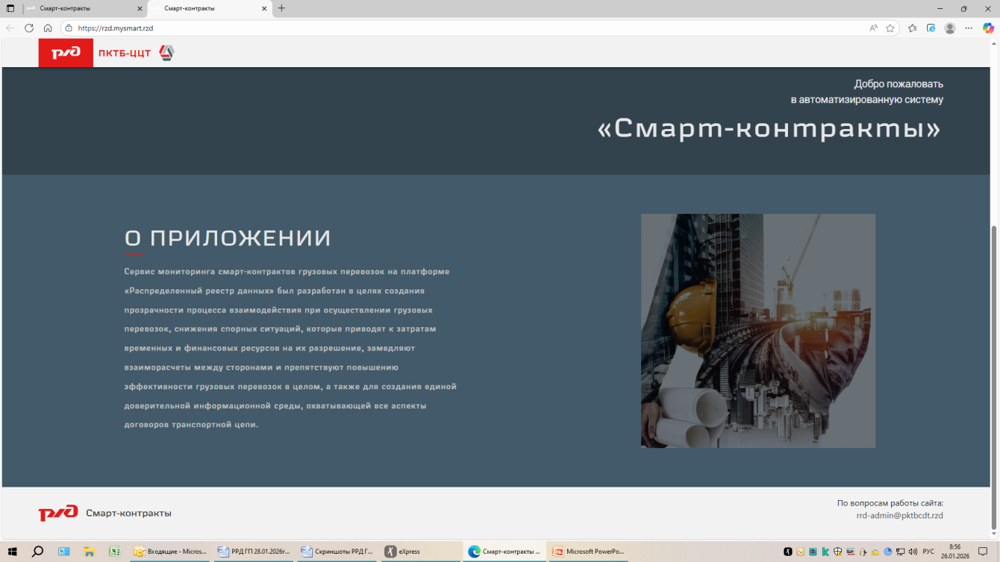 Смарт-контракты
Смарт-контракты
https://rzd.mysmart.rzd
ржд ПКТБ-ЦЦТ
Добро пожаловать
в автоматизированную систему
«Смарт-контракты»
О ПРИЛОЖЕНИИ
Сервис мониторинга смарт-контрактов грузовых перевозок на платформе
«Распределенный реестр данных» был разработан в целях создания
прозрачности процесса взаимодействия при осуществлении грузовых
перевозок, снижения спорных ситуаций, которые приводят к затратам
временных и финансовых ресурсов на их разрешение, замедляют
взаиморасчеты между сторонами и препятствуют повышению
эффективности грузовых перевозок в целом, а также для создания единой
доверительной информационной среды, охватывающей все аспекты
договоров транспортной цепи.
ржд Смарт-контракты
По вопросам работы сайта:
rrd-admin@pktbcdt.rzd
Входящие - Micros...
РРД ГП 28.01.2026г...
Скриншоты РРД Г...
eXpress
Смарт-контракты ...
Microsoft PowerPo...
РУС
8:56
26.01.2026